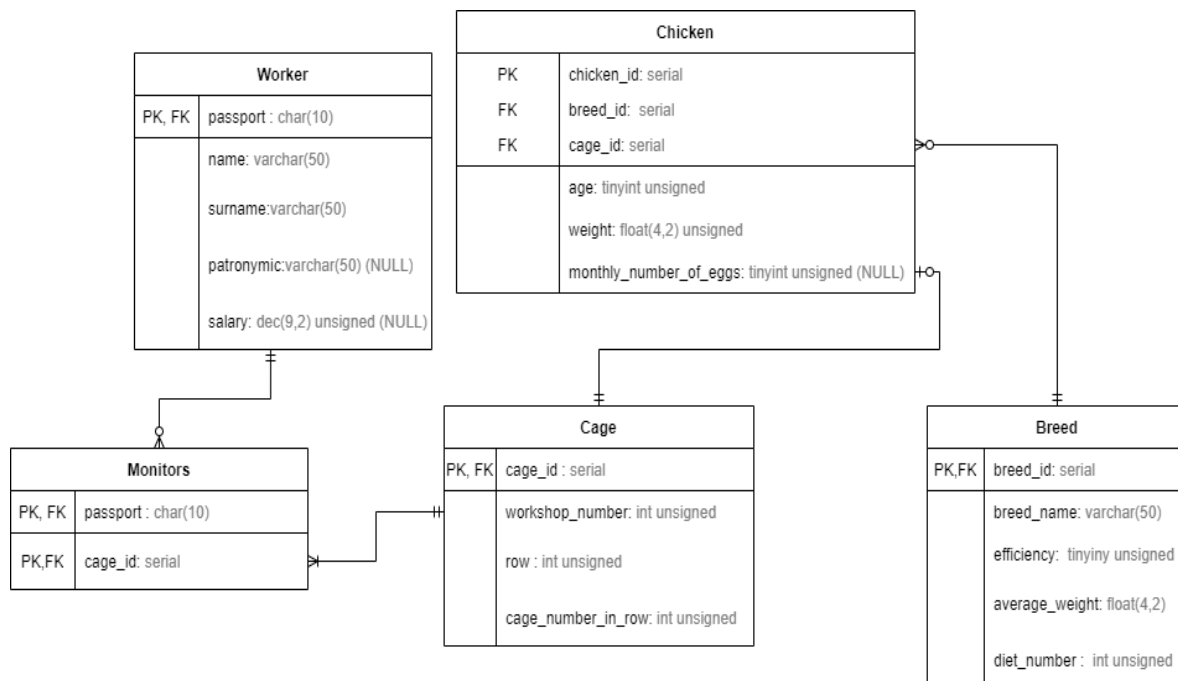 Worker
PK, FK passport : char(10)
name: varchar(50)
surname:varchar(50)
patronymic:varchar(50) (NULL)
salary: dec(9,2) unsigned (NULL)
Chicken
PK chicken_id: serial
FK breed_id: serial
FK cage_id: serial
age: tinyint unsigned
weight: float(4,2) unsigned
monthly_number_of_eggs: tinyint unsigned (NULL)
Monitors
PK, FK passport : char(10)
PK,FK cage_id: serial
Cage
PK, FK cage_id : serial
workshop_number: int unsigned
row : int unsigned
cage_number_in_row: int unsigned
Breed
PK,FK breed_id: serial
breed_name: varchar(50)
efficiency: tinyiny unsigned
average_weight: float(4,2)
diet_number : int unsigned